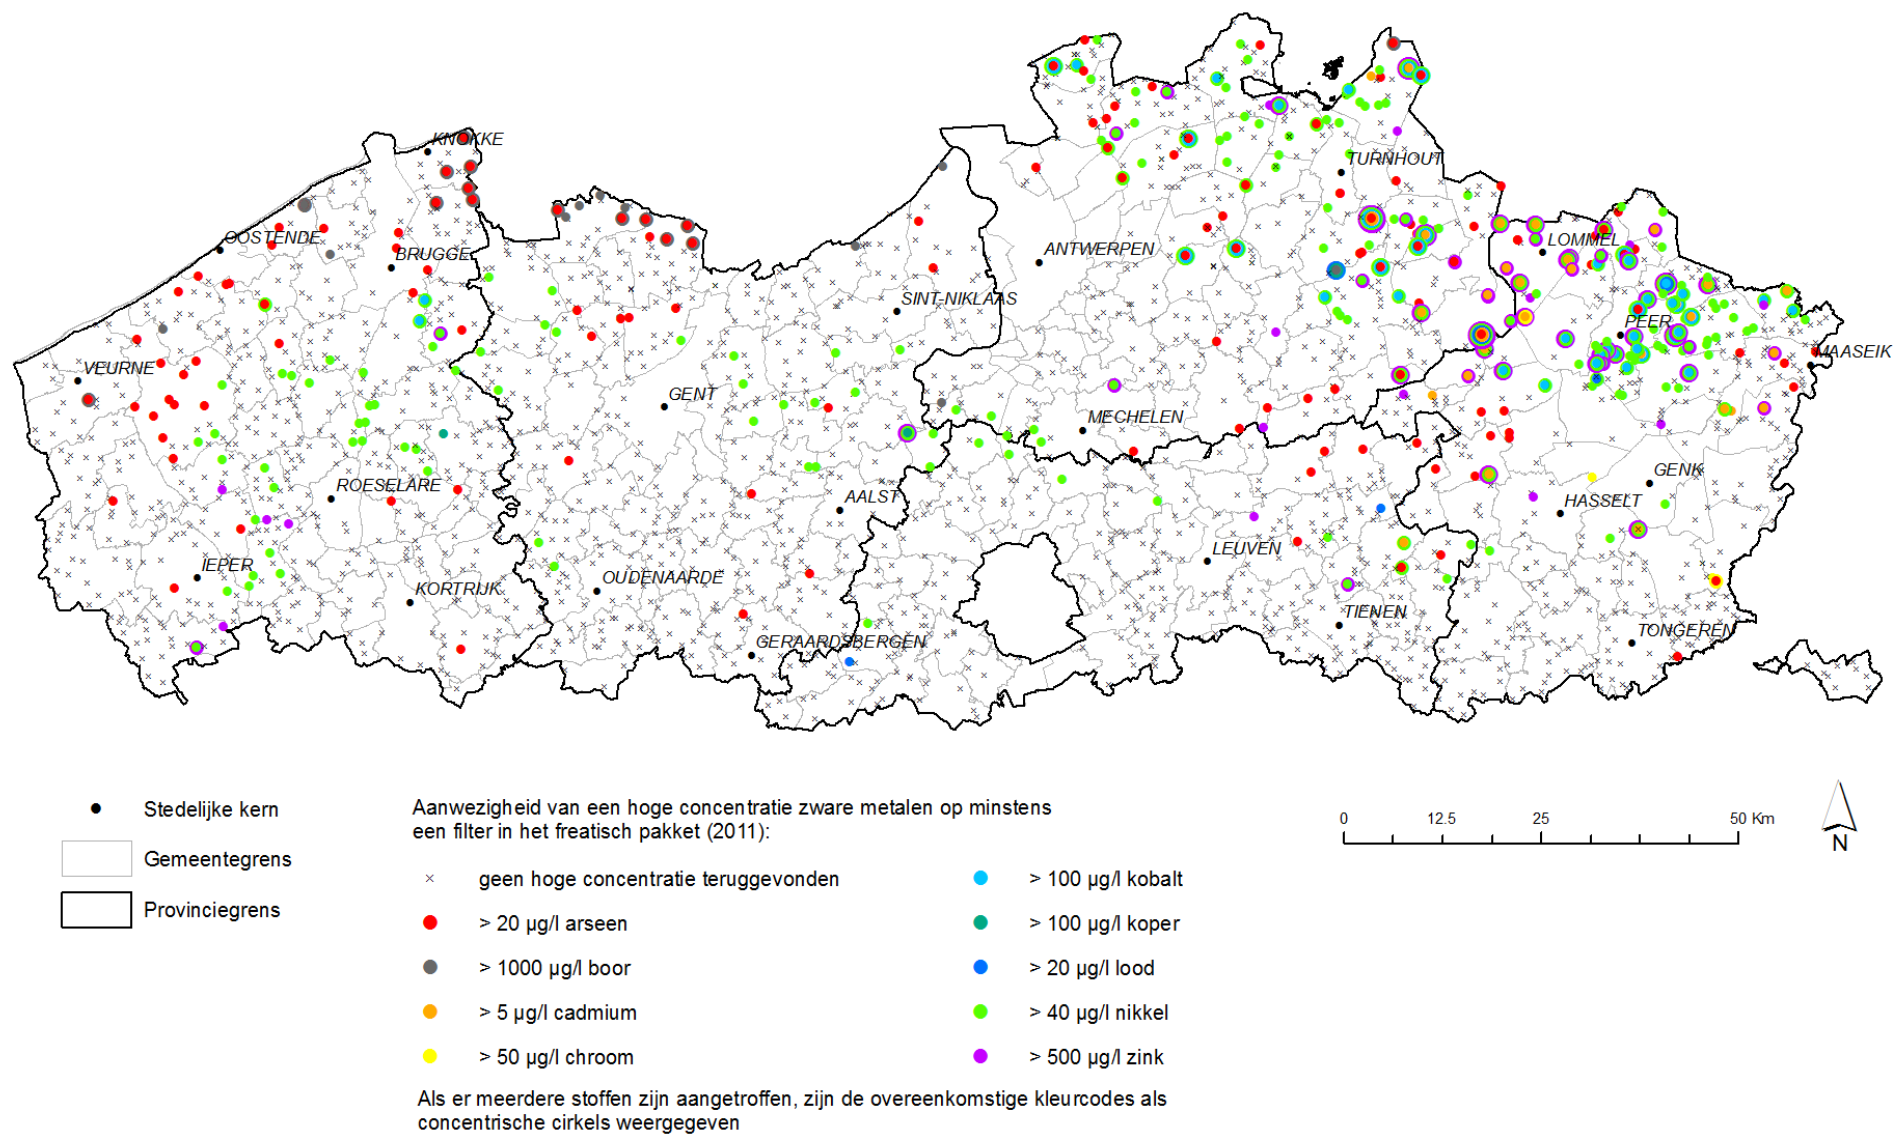 KNOKKE
OOSTENDE
BRUGGE
VEURNE
ROESELARE
IEPER
KORTRIJK
SINT-NIKLAAS
GENT
AALST
OUDENAARDE
GERAARDSBERGEN
ANTWERPEN
TURNHOUT
MECHELEN
LEUVEN
TIENEN
LOMMEL
PEER
MAASEIK
GENK
HASSELT
TONGEREN
Stedelijke kern
Gemeentegrens
Provinciegrens
Aanwezigheid van een hoge concentratie zware metalen op minstens
een filter in het freatisch pakket (2011):
geen hoge concentratie teruggevonden
> 20 µg/l arseen
> 1000 µg/l boor
> 5 µg/l cadmium
> 50 µg/l chroom
> 100 µg/l kobalt
> 100 µg/l koper
> 20 µg/l lood
> 40 µg/l nikkel
> 500 µg/l zink
Als er meerdere stoffen zijn aangetroffen, zijn de overeenkomstige kleurcodes als
concentrische cirkels weergegeven
0 12.5 25 50 Km
N